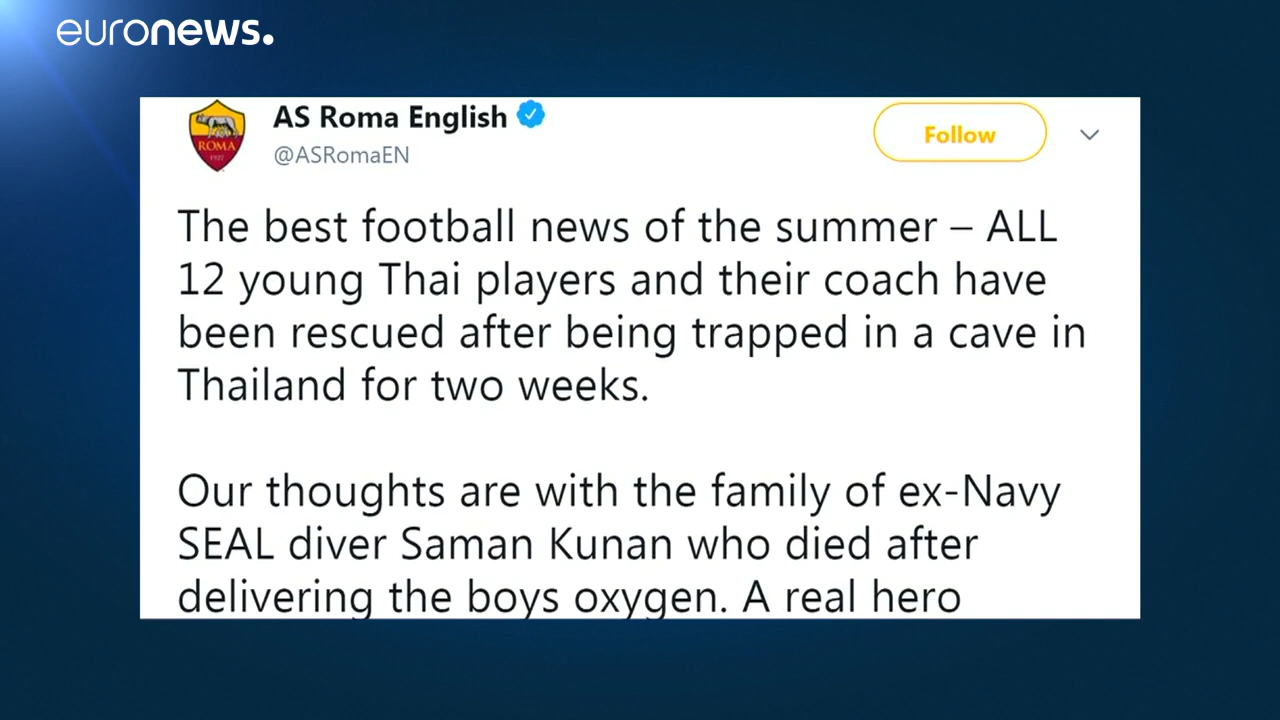 euronews.
AS Roma English
@ASRomaEN
Follow
ROMA
1927
The best football news of the summer – ALL
12 young Thai players and their coach have
been rescued after being trapped in a cave in
Thailand for two weeks.
Our thoughts are with the family of ex-Navy
SEAL diver Saman Kunan who died after
delivering the boys oxygen. A real hero